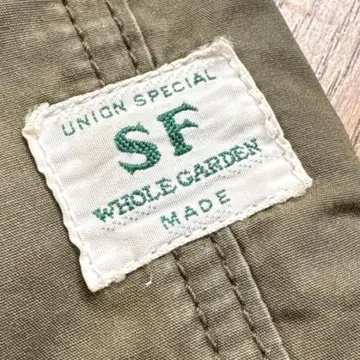 UNION SPECIAL
SF
WHOLE GARDEN
MADE